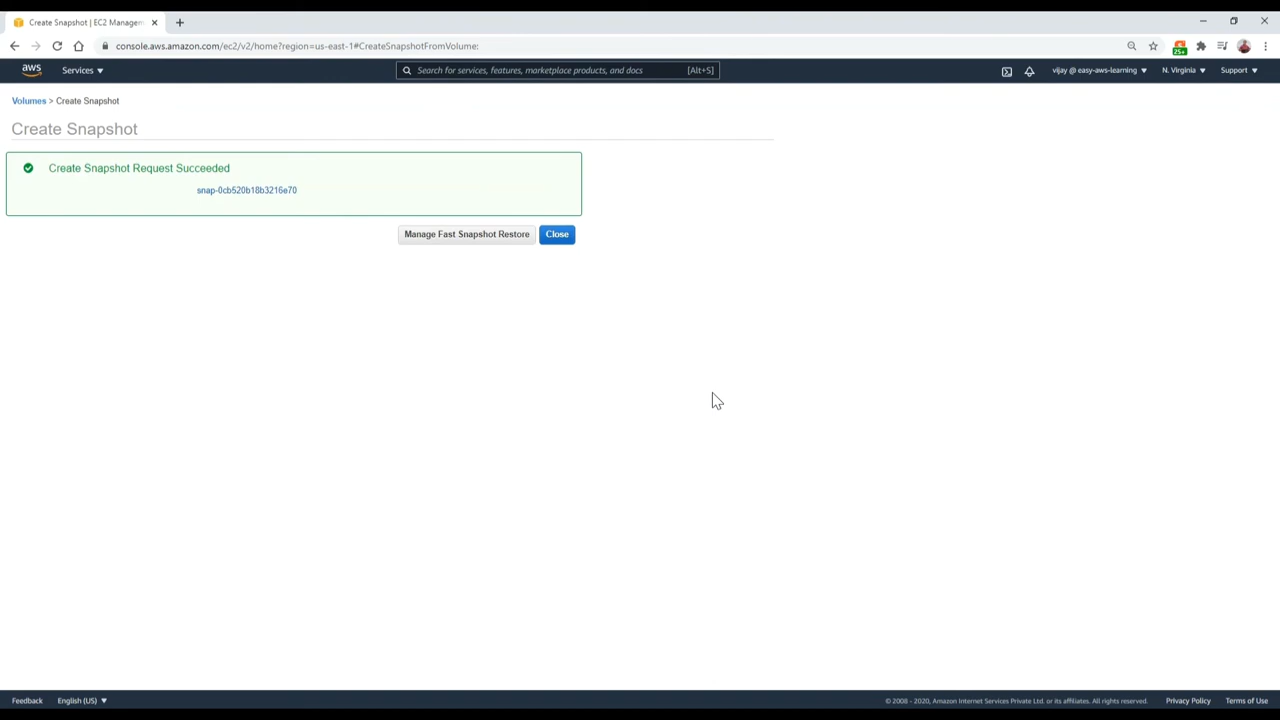 Create Snapshot | EC2 Managem
console.aws.amazon.com/ec2/v2/home?region=us-east-1#CreateSnapshotFromVolume:
25+
aws Services Search for services, features, marketplace products, and docs [Alt+S] vijay @ easy-aws-learning N. Virginia Support
Volumes > Create Snapshot
Create Snapshot
Create Snapshot Request Succeeded
snap-0cb520b18b3216e70
Manage Fast Snapshot Restore Close
Feedback English (US) © 2008 - 2020, Amazon Internet Services Private Ltd. or its affiliates. All rights reserved. Privacy Policy Terms of Use